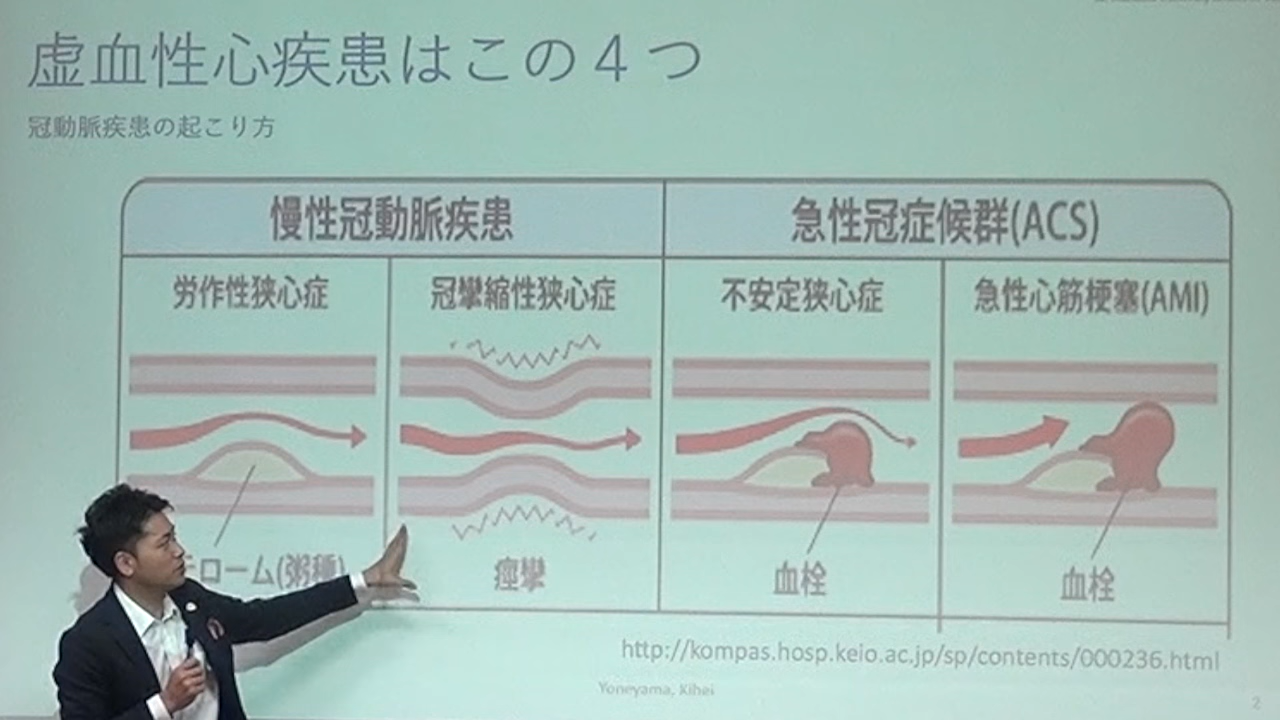 虚血性心疾患はこの４つ
冠動脈疾患の起こり方
慢性冠動脈疾患
急性冠症候群(ACS)
労作性狭心症
冠攣縮性狭心症
不安定狭心症
急性心筋梗塞(AMI)
ローム(粥種)
痙攣
血栓
血栓
http://kompas.hosp.keio.ac.jp/sp/contents/000236.html
Yoneyama, Kihei
2